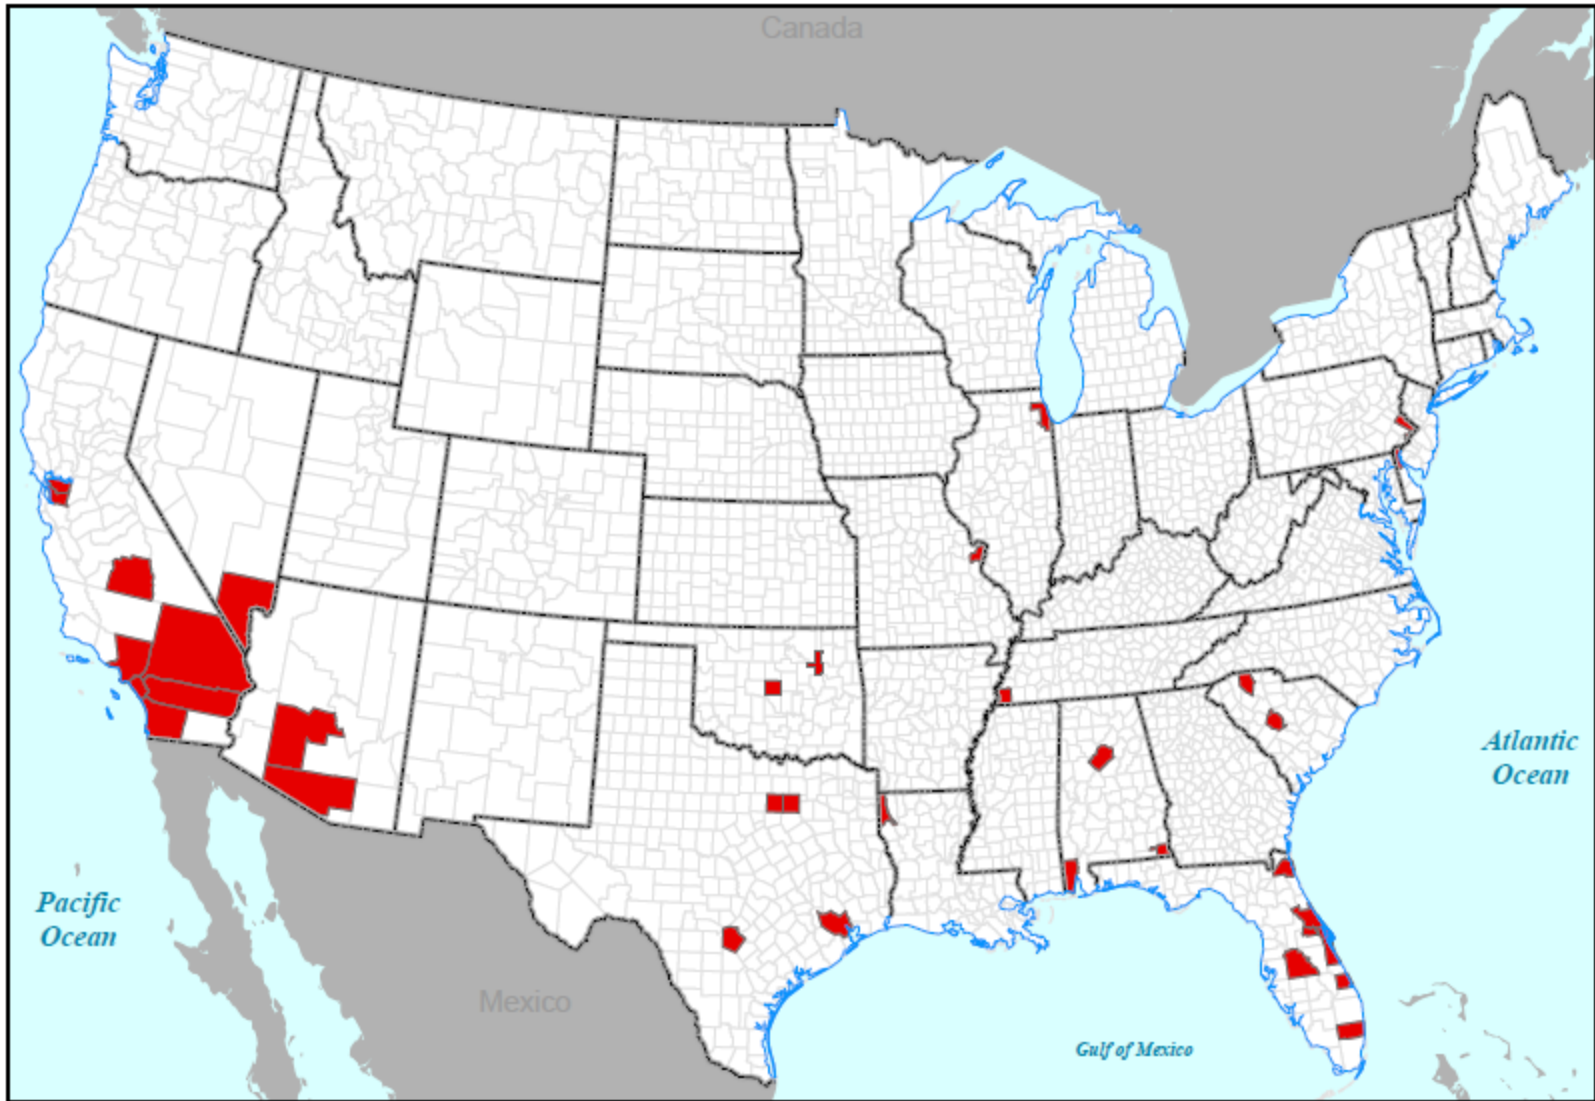 Canada
Atlantic
Ocean
Pacific
Ocean
Mexico
Gulf of Mexico